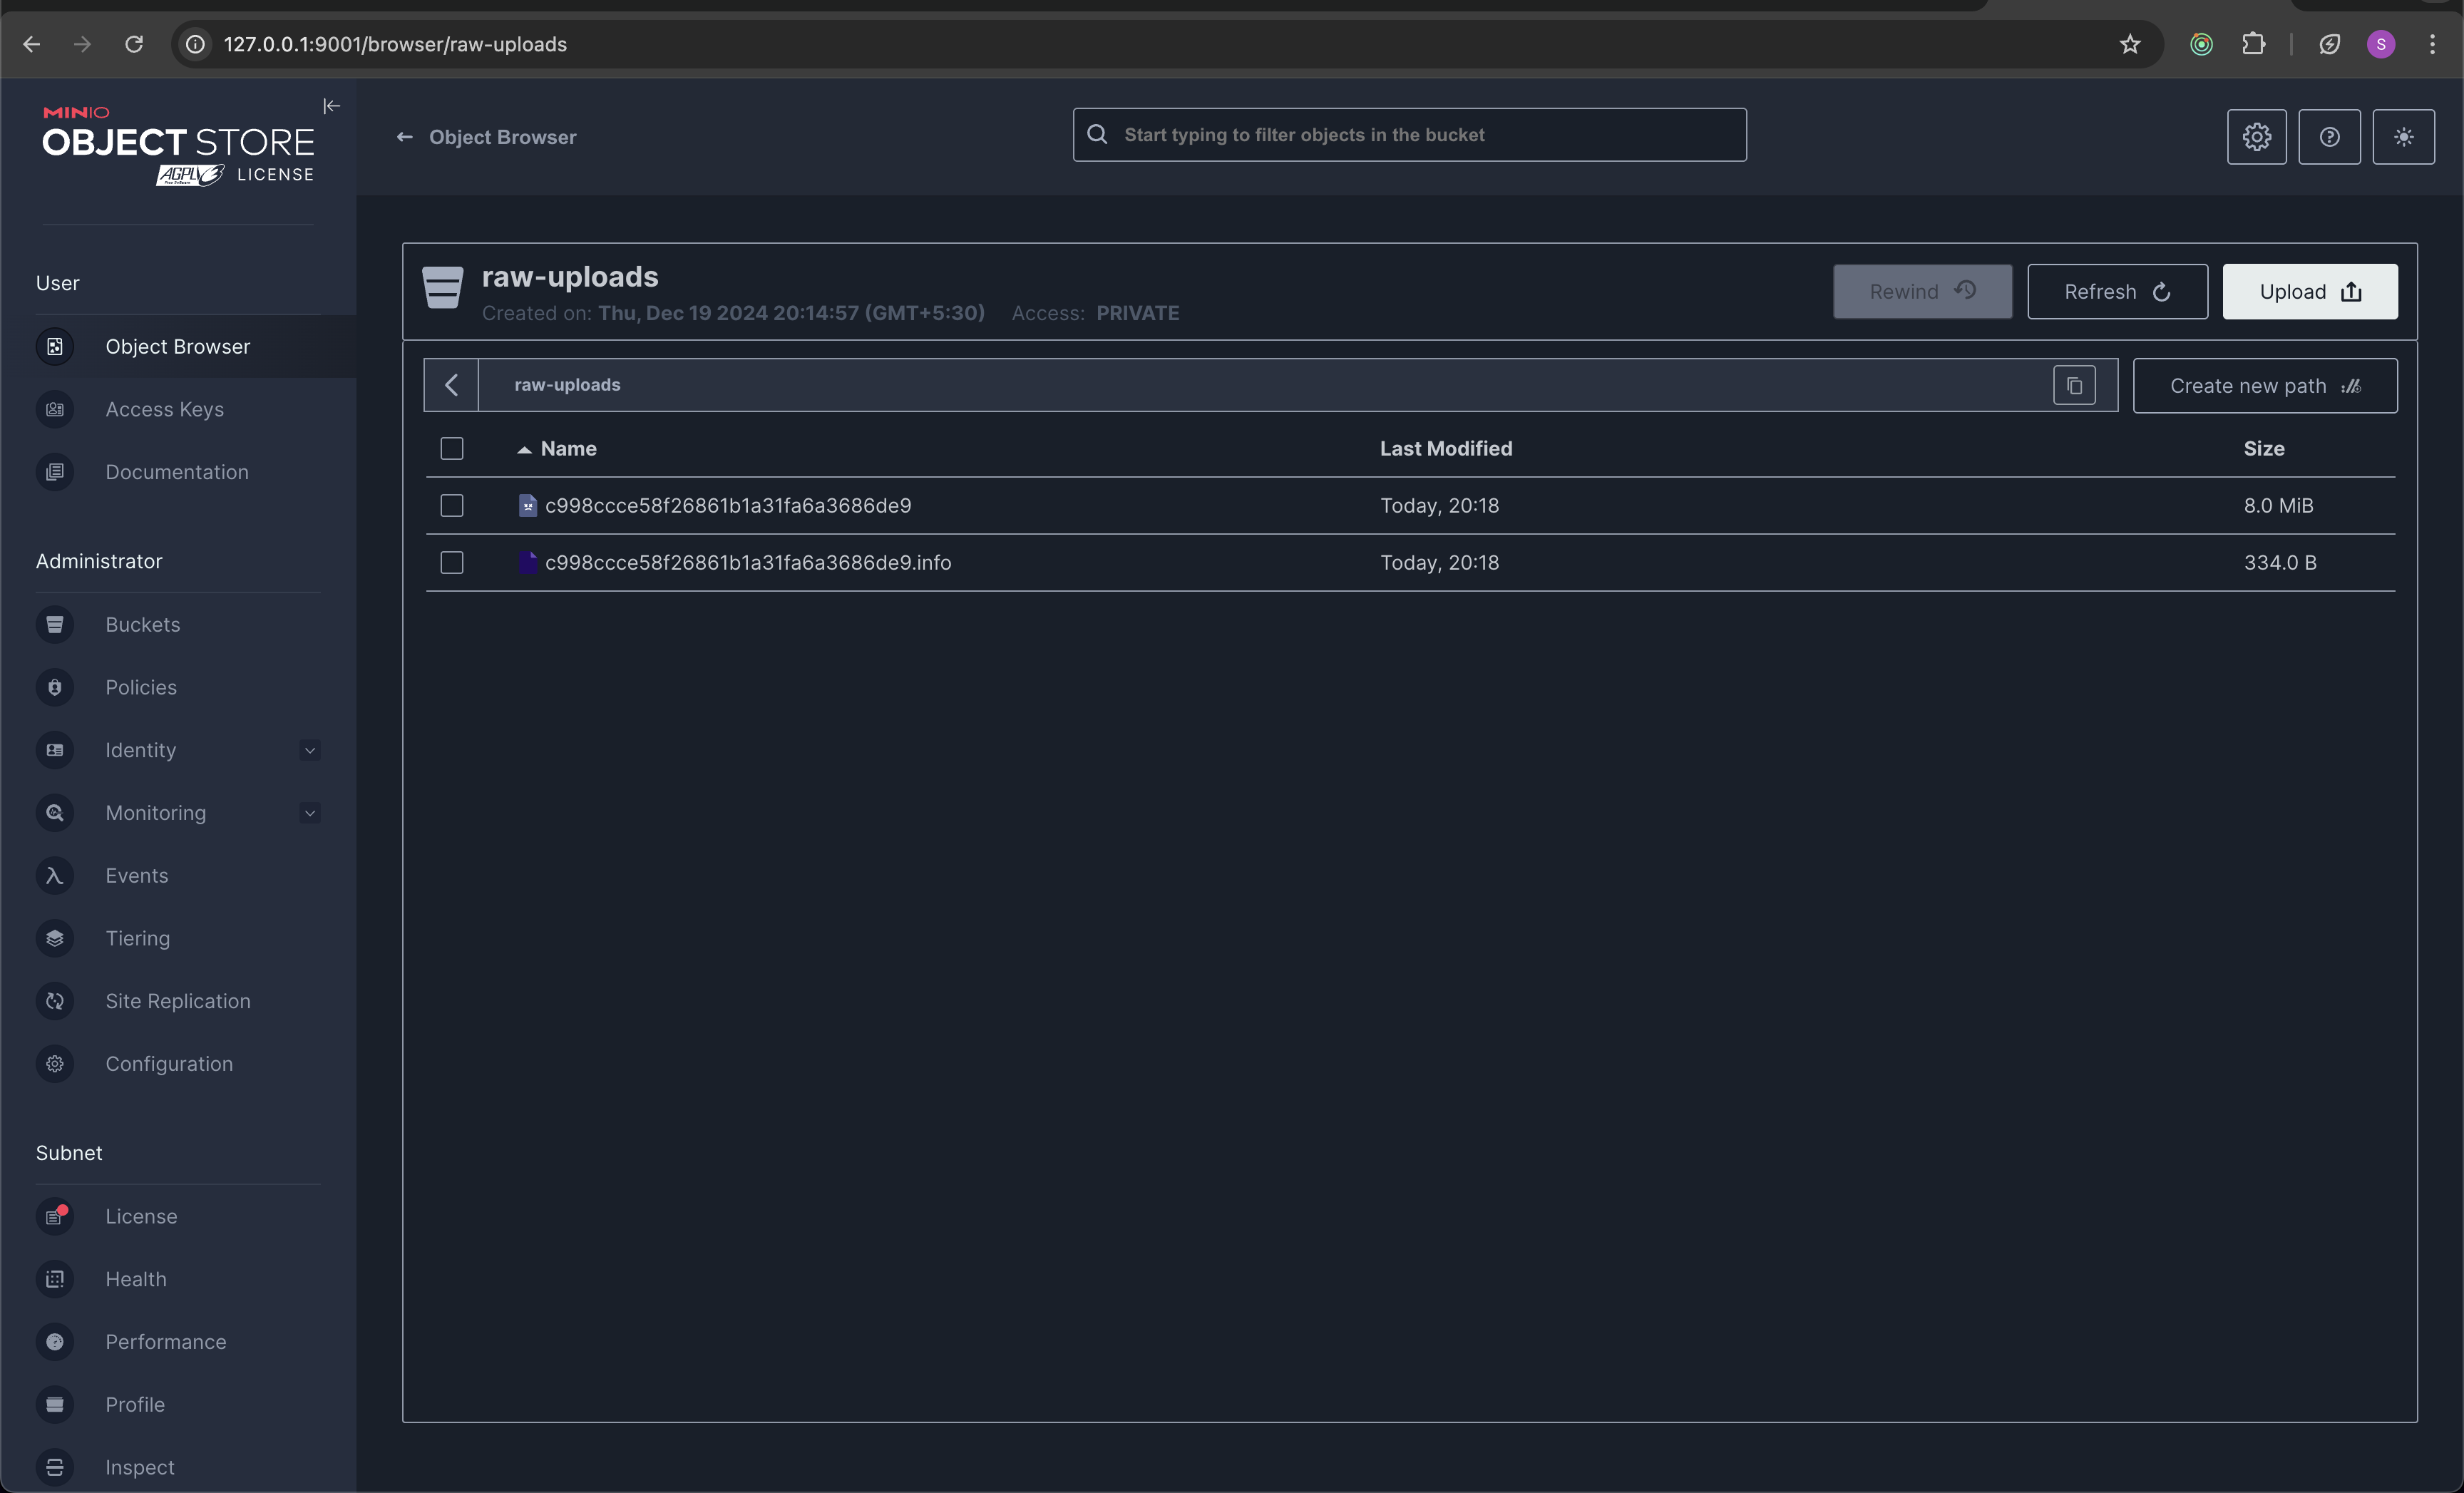 127.0.0.1:9001/browser/raw-uploads
S
MINIO
OBJECT STORE
AGPL v3 LICENSE
Object Browser
Start typing to filter objects in the bucket
User
Object Browser
Access Keys
Documentation
Administrator
Buckets
Policies
Identity
Monitoring
Events
Tiering
Site Replication
Configuration
Subnet
License
Health
Performance
Profile
Inspect
raw-uploads
Created on: Thu, Dec 19 2024 20:14:57 (GMT+5:30) Access: PRIVATE
Rewind
Refresh
Upload
raw-uploads
Create new path
Name Last Modified Size
c998ccce58f26861b1a31fa6a3686de9 Today, 20:18 8.0 MiB
c998ccce58f26861b1a31fa6a3686de9.info Today, 20:18 334.0 B